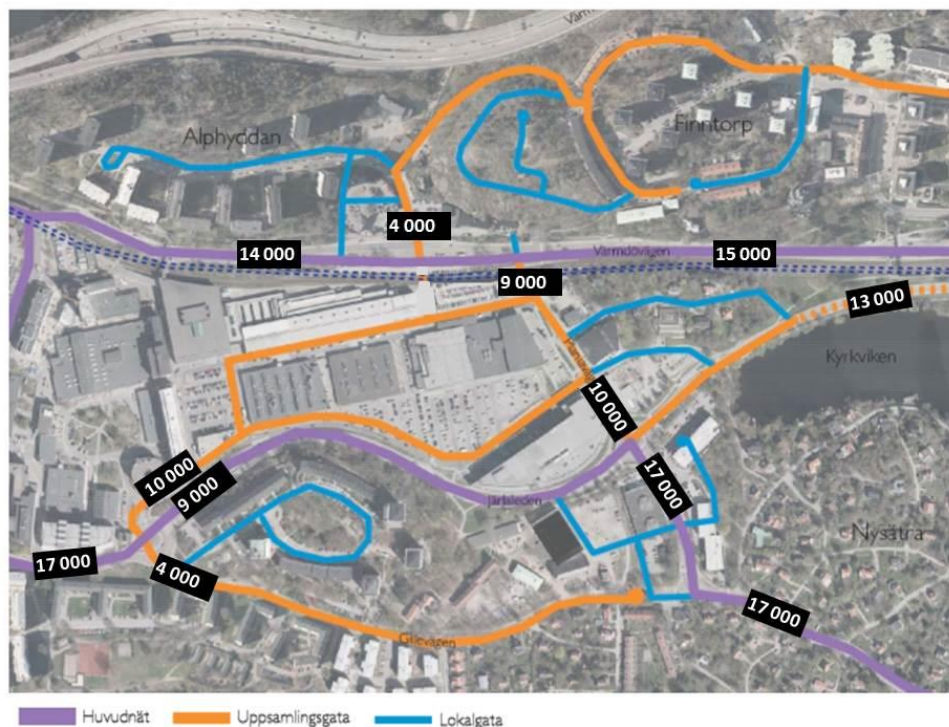 Alphyddan
Finntorp
4 000
14 000
Värmdövägen
15 000
9 000
13 000
Kyrkviken
10 000
10 000
9 000
17 000
Järlaleden
Nysätra
17 000
4 000
17 000
Gillevägen
Huvudnät
Uppsamlingsgata
Lokalgata